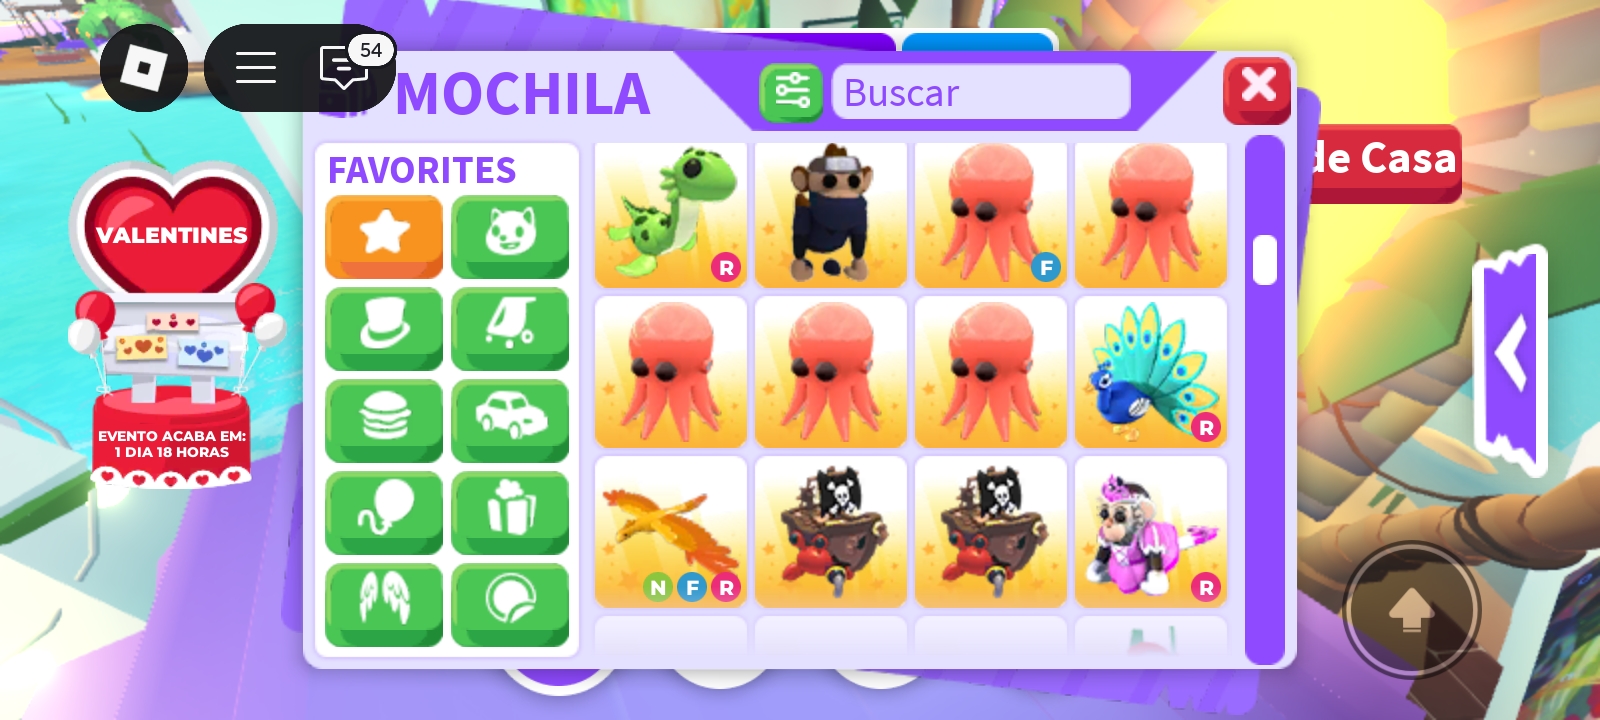 54
MOCHILA
Buscar
de Casa
FAVORITES
VALENTINES
EVENTO ACABA EM:
1 DIA 18 HORAS
R
F
R
N F R
R